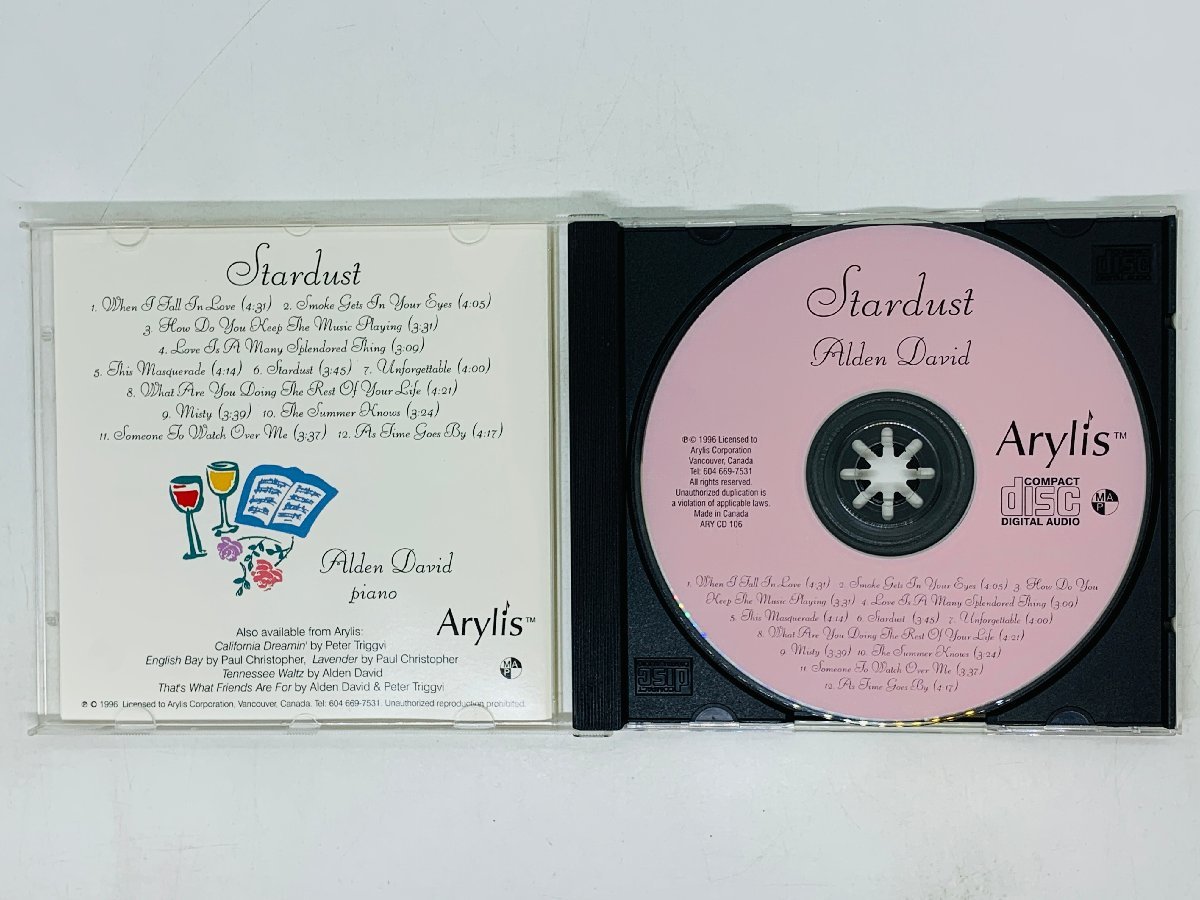 Stardust
1. When I Fall In Love (4:31) 2. Smoke Gets In Your Eyes (4:05)
3. How Do You Keep The Music Playing (3:31)
4. Love Is A Many Splendored Thing (3:09)
5. This Masquerade (4:14) 6. Stardust (3:45) 7. Unforgettable (4:00)
8. What Are You Doing The Rest Of Your Life (4:21)
9. Misty (3:39) 10. The Summer Knows (3:24)
11. Someone To Watch Over Me (3:37) 12. As Time Goes By (4:17)
Alden David
piano
Arylis™
Also available from Arylis:
California Dreamin' by Peter Triggvi
English Bay by Paul Christopher, Lavender by Paul Christopher
Tennessee Waltz by Alden David
That's What Friends Are For by Alden David & Peter Triggvi
MAP
℗ © 1996 Licensed to Arylis Corporation, Vancouver, Canada. Tel: 604 669-7531. Unauthorized reproduction prohibited.
Stardust
Alden David
℗ © 1996 Licensed to
Arylis Corporation
Vancouver, Canada
Tel: 604 669-7531
All rights reserved.
Unauthorized duplication is
a violation of applicable laws.
Made in Canada
ARY CD 106
Arylis™
COMPACT
disc
DIGITAL AUDIO
MAP
1. When I Fall In Love (4:31) 2. Smoke Gets In Your Eyes (4:05) 3. How Do You
Keep The Music Playing (3:31) 4. Love Is A Many Splendored Thing (3:09)
5. This Masquerade (4:14) 6. Stardust (3:45) 7. Unforgettable (4:00)
8. What Are You Doing The Rest Of Your Life (4:21)
9. Misty (3:39) 10. The Summer Knows (3:24)
11. Someone To Watch Over Me (3:37)
12. As Time Goes By (4:17)
disc
disc